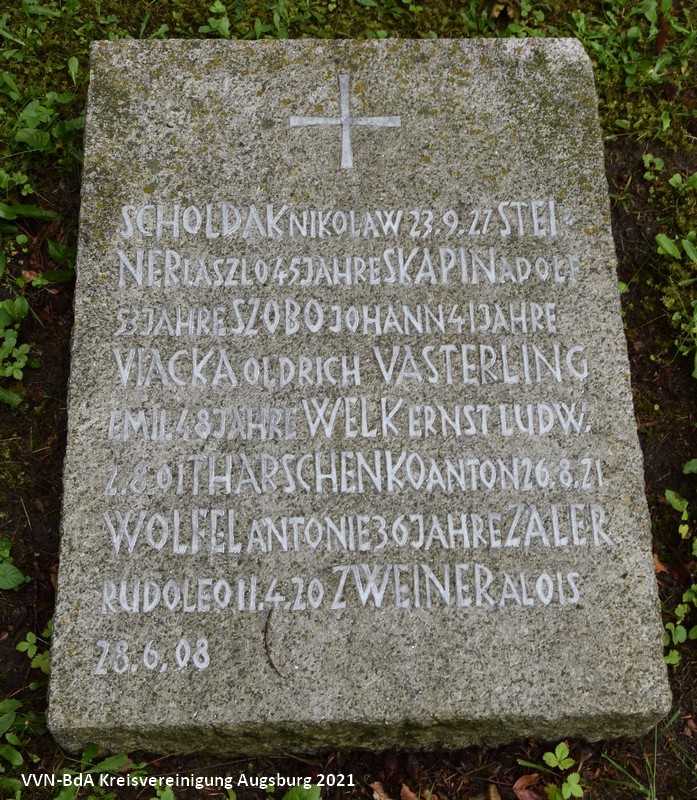 SCHOLDAK NIKOLAW 23.9.27 STEI-
NER LASZLO 45 JAHRE SKAPIN ADOLF
53 JAHRE SZOBO JOHANN 41 JAHRE
VIACKA OLDRICH VASTERLING
EMIL 48 JAHRE WELK ERNST LUDW.
2.8.01 THARSCHENKO ANTON 26.8.21
WOLFEL ANTONIE 36 JAHRE ZALER
RUDOLEO 11.4.20 ZWEINER ALOIS
28.6.08
VVN-BdA Kreisvereinigung Augsburg 2021